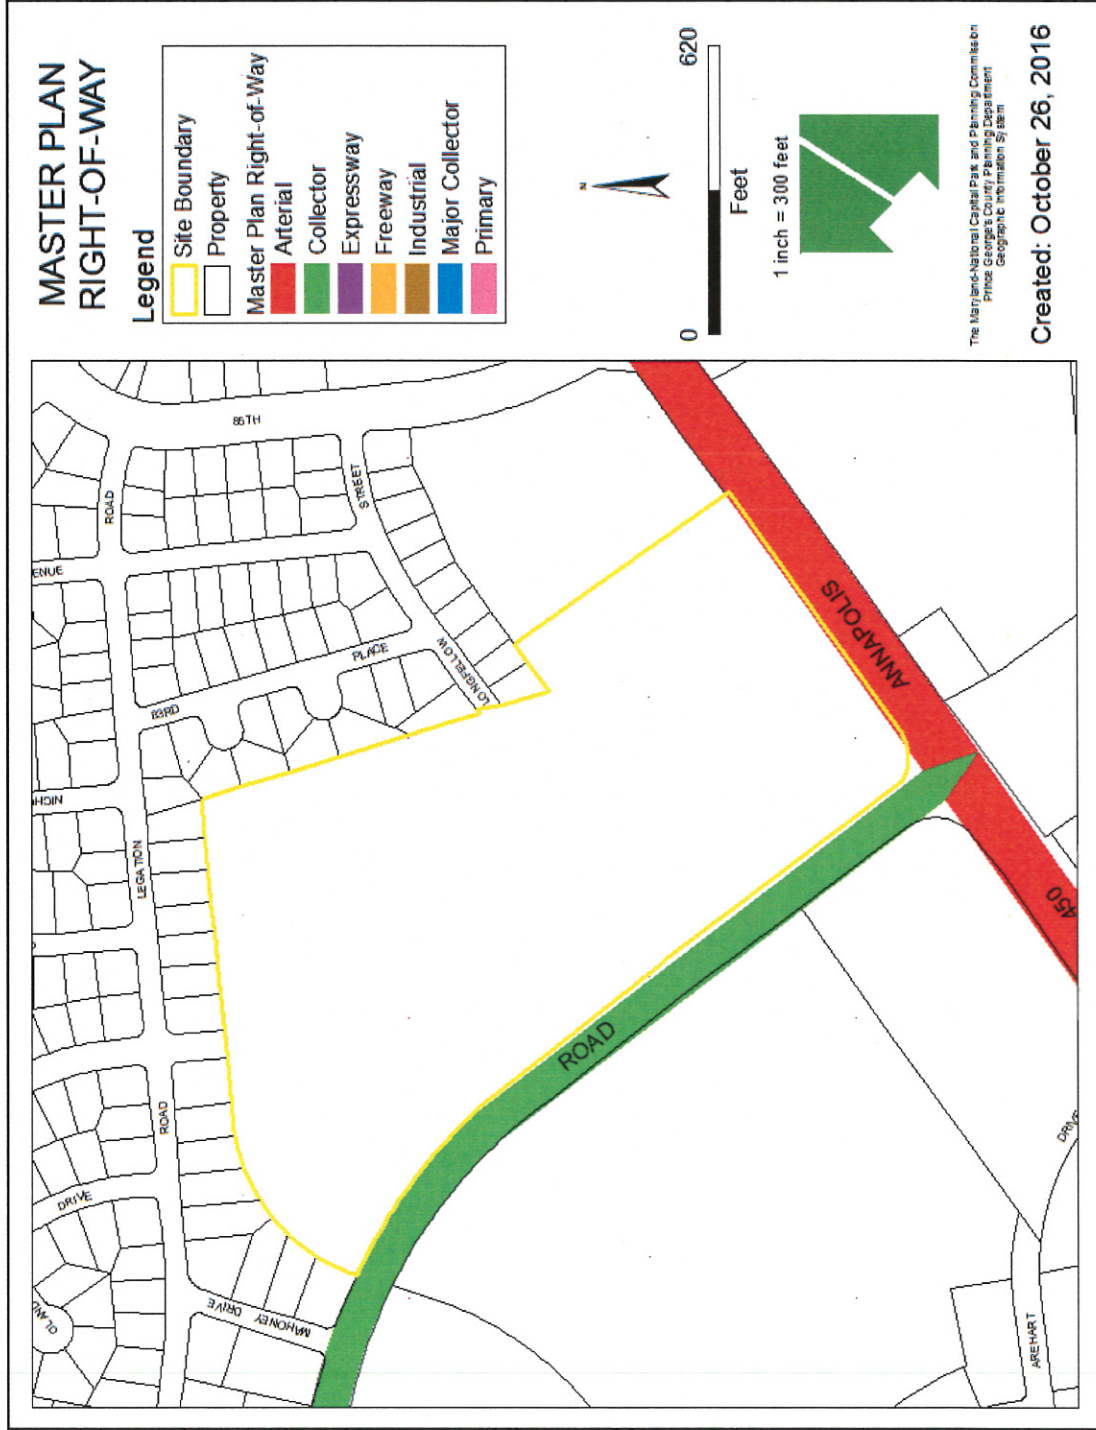 MASTER PLAN
RIGHT-OF-WAY
Legend
Site Boundary
Property
Master Plan Right-of-Way
Arterial
Collector
Expressway
Freeway
Industrial
Major Collector
Primary
N
0
620
Feet
1 inch = 300 feet
The Maryland-National Capital Park and Planning Commission
Prince George's County Planning Department
Geographic Information System
Created: October 26, 2016
85TH
ROAD
STREET
ENUE
PLACE
LONGFELLOW
83RD
NICH
LEGATION
ROAD
DRIVE
OLAND
MAHONEY DRIVE
ROAD
ANNAPOLIS
450
DRIVE
AREHART